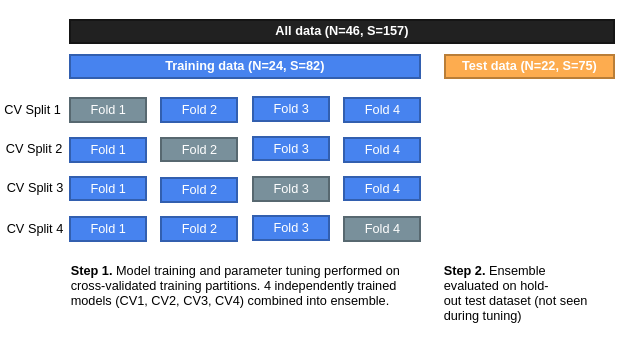 All data (N=46, S=157)
Training data (N=24, S=82)
Test data (N=22, S=75)
CV Split 1
Fold 1
Fold 2
Fold 3
Fold 4
CV Split 2
Fold 1
Fold 2
Fold 3
Fold 4
CV Split 3
Fold 1
Fold 2
Fold 3
Fold 4
CV Split 4
Fold 1
Fold 2
Fold 3
Fold 4
Step 1. Model training and parameter tuning performed on
cross-validated training partitions. 4 independently trained
models (CV1, CV2, CV3, CV4) combined into ensemble.
Step 2. Ensemble
evaluated on hold-
out test dataset (not seen
during tuning)